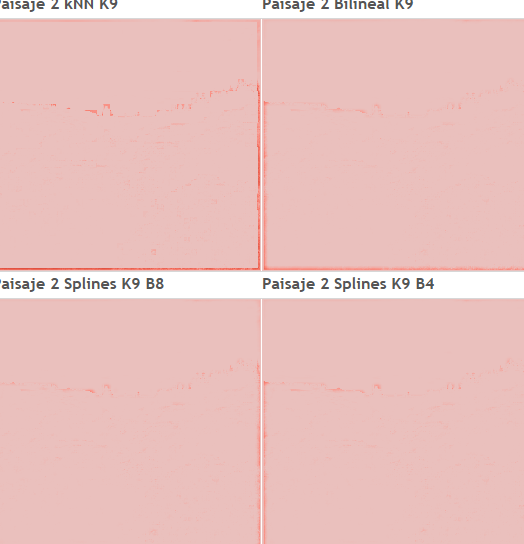 aisaje 2 kNN K9
Paisaje 2 Bilineal K9
aisaje 2 Splines K9 B8
Paisaje 2 Splines K9 B4